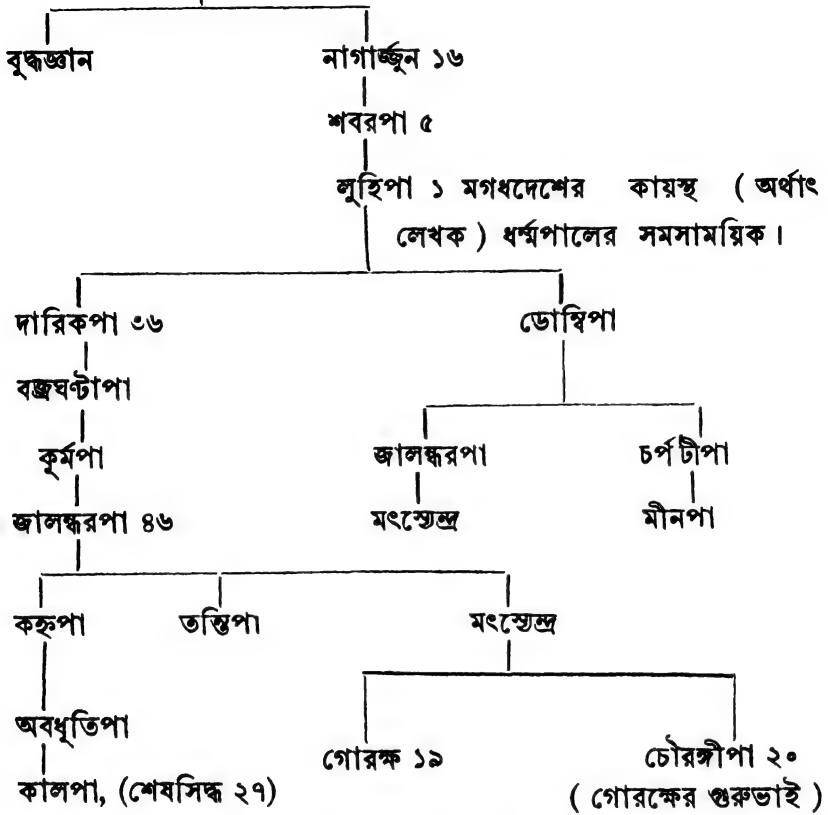 বুদ্ধজ্ঞান নাগার্জ্জুন ১৬
শবরপা ৫
লূহিপা ১ মগধদেশের কায়স্থ ( অর্থাৎ
লেখক ) ধর্ম্মপালের সমসাময়িক।
দারিকপা ৩৬ ডোম্বিপা
বজ্রঘণ্টাপা
কূর্মপা জালন্ধরপা চর্পটীপা
জালন্ধরপা ৪৬ মৎস্যেন্দ্র মীনপা
কহ্নপা তন্তিপা মৎস্যেন্দ্র
অবধূতিপা
গোরক্ষ ১৯ চৌরঙ্গীপা ২০
কালপা, (শেষসিদ্ধ ২৭) ( গোরক্ষের গুরুভাই )